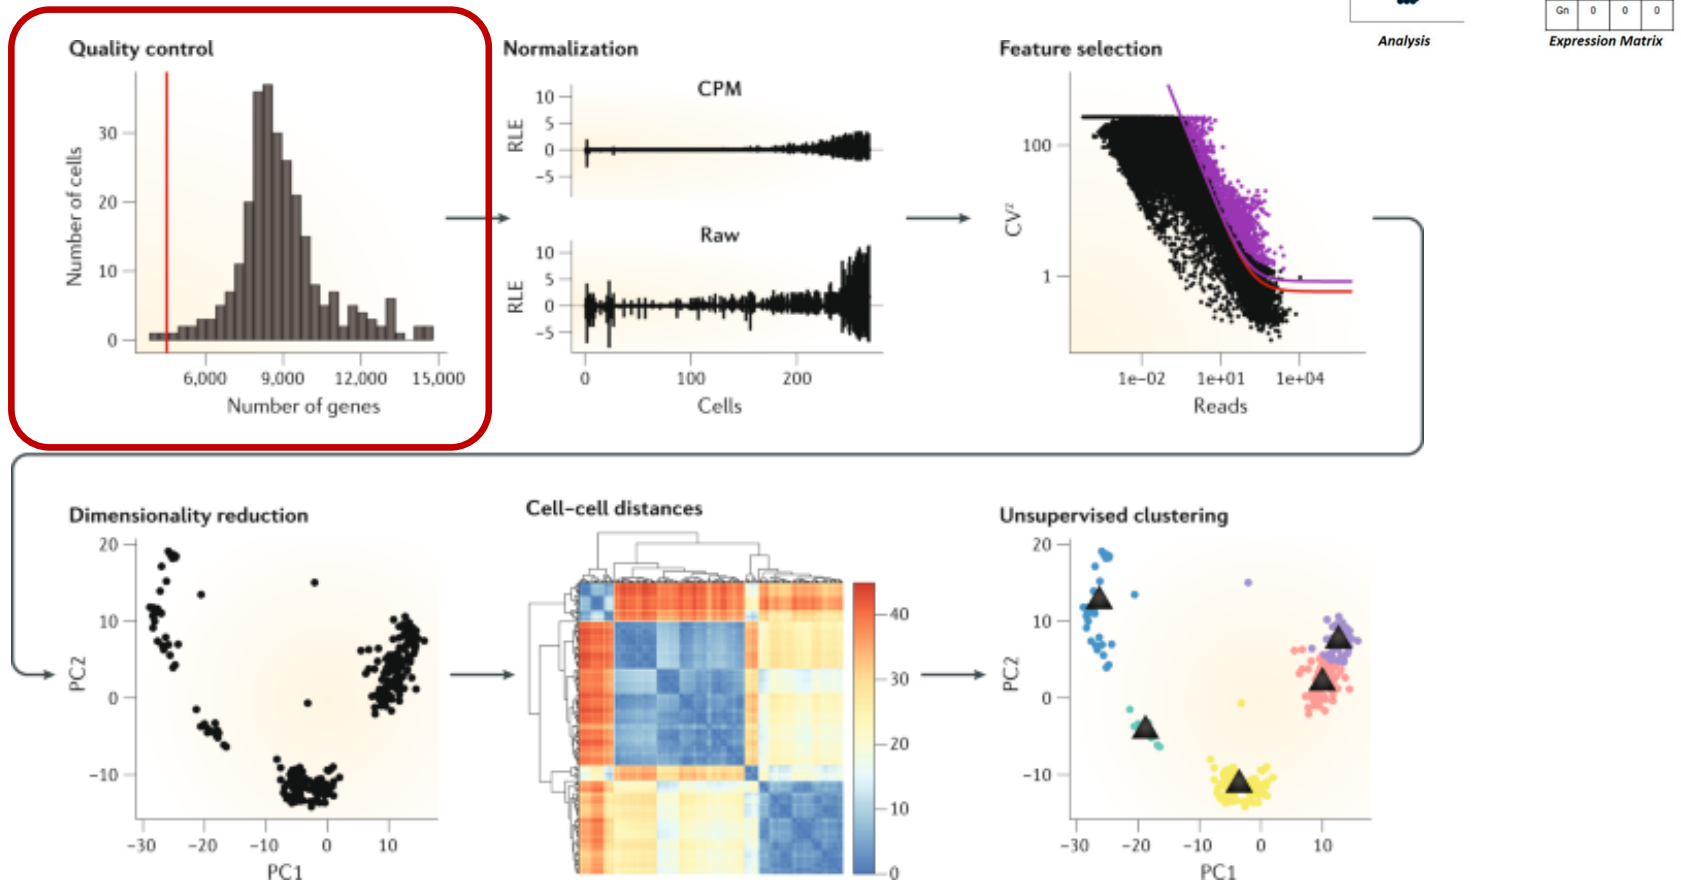 Gn 0 0 0
Analysis
Expression Matrix
Quality control
Number of cells
30
20
10
0
6,000 9,000 12,000 15,000
Number of genes
Normalization
CPM
RLE
10
5
0
−5
Raw
RLE
10
5
0
−5
0 100 200
Cells
Feature selection
CV²
100
1
1e−02 1e+01 1e+04
Reads
Dimensionality reduction
PC2
20
10
0
−10
−30 −20 −10 0 10
PC1
Cell–cell distances
40
30
20
10
0
Unsupervised clustering
PC2
20
10
0
−10
−30 −20 −10 0 10
PC1